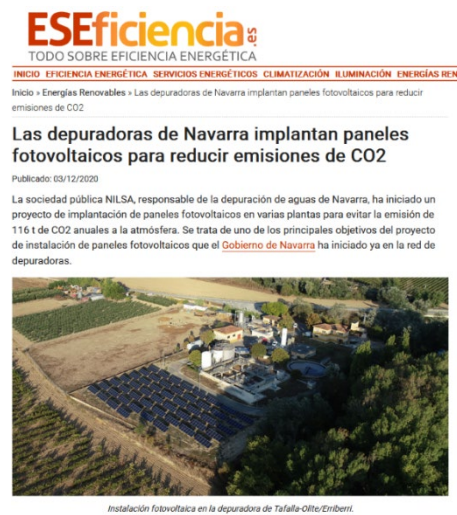 ESEficiencia.es
TODO SOBRE EFICIENCIA ENERGÉTICA
INICIO EFICIENCIA ENERGÉTICA SERVICIOS ENERGÉTICOS CLIMATIZACIÓN ILUMINACIÓN ENERGÍAS REN
Inicio » Energías Renovables » Las depuradoras de Navarra implantan paneles fotovoltaicos para reducir
emisiones de CO2
Las depuradoras de Navarra implantan paneles
fotovoltaicos para reducir emisiones de CO2
Publicado: 03/12/2020
La sociedad pública NILSA, responsable de la depuración de aguas de Navarra, ha iniciado un
proyecto de implantación de paneles fotovoltaicos en varias plantas para evitar la emisión de
116 t de CO2 anuales a la atmósfera. Se trata de uno de los principales objetivos del proyecto
de instalación de paneles fotovoltaicos que el Gobierno de Navarra ha iniciado ya en la red de
depuradoras.
Instalación fotovoltaica en la depuradora de Tafalla-Olite/Erriberri.